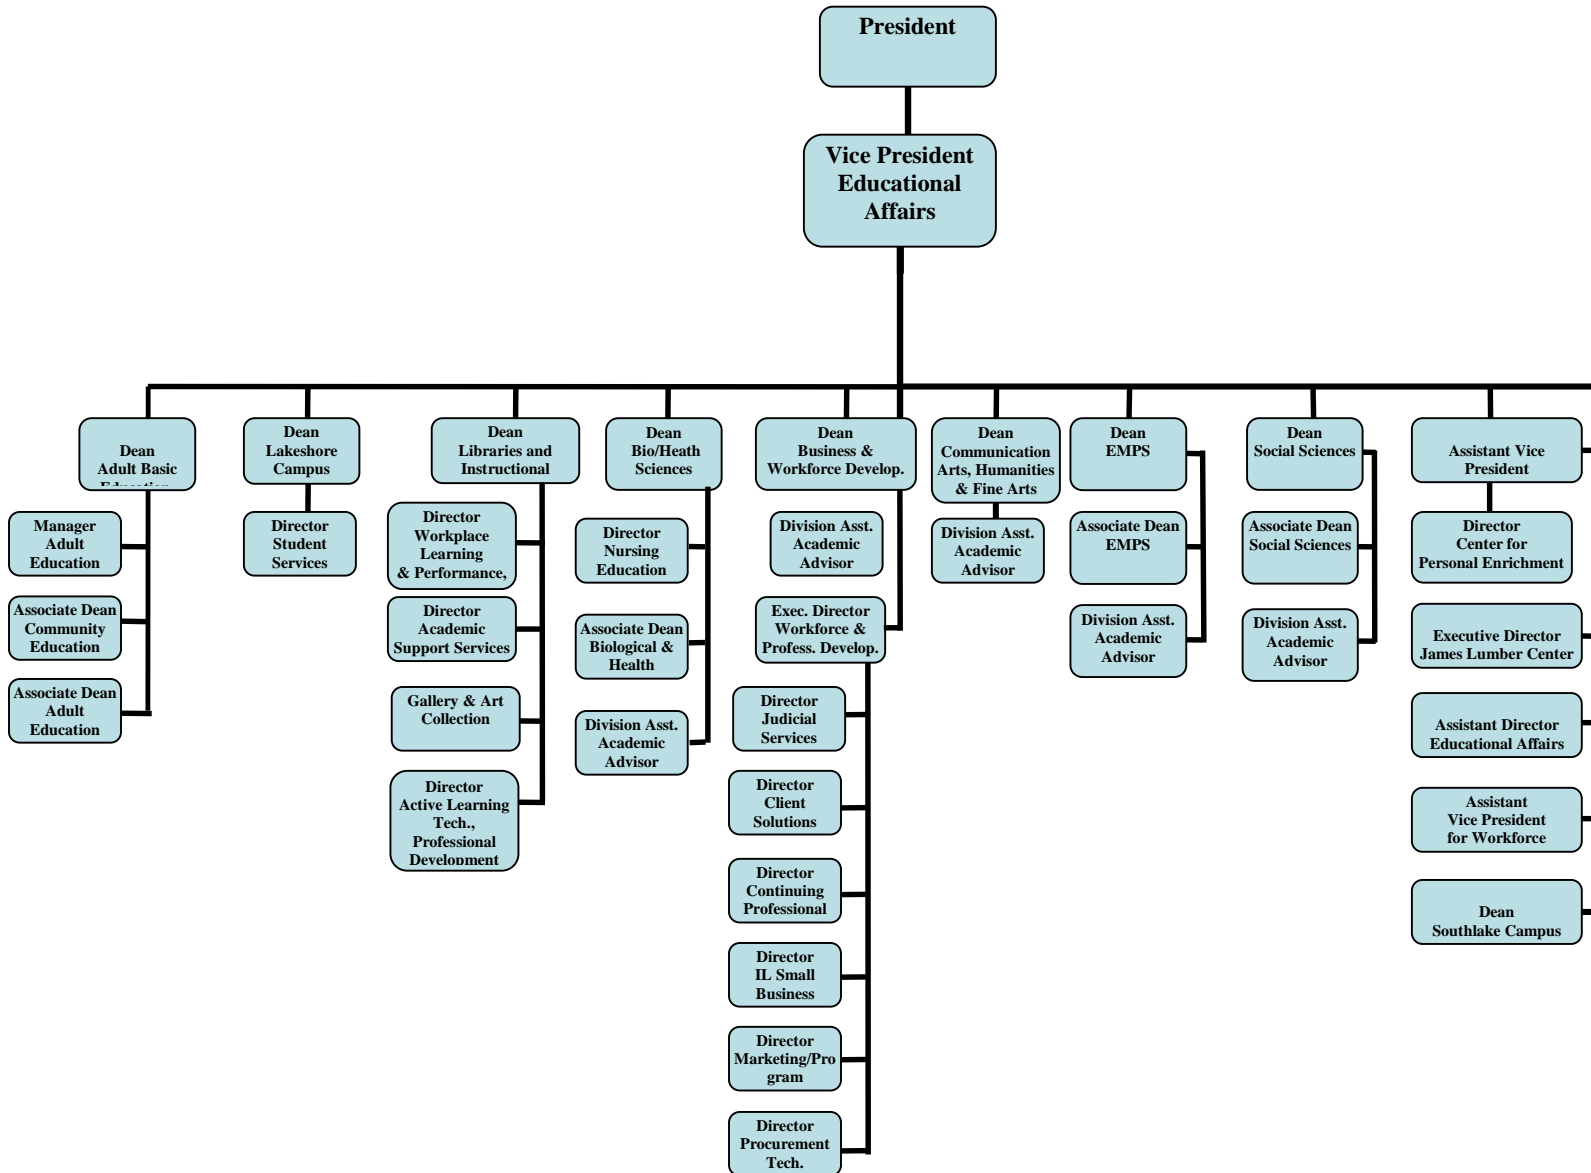 President
Vice President
Educational
Affairs
Dean
Adult Basic
Education
Dean
Lakeshore
Campus
Dean
Libraries and
Instructional
Dean
Bio/Heath
Sciences
Dean
Business &
Workforce Develop.
Dean
Communication
Arts, Humanities
& Fine Arts
Dean
EMPS
Dean
Social Sciences
Assistant Vice
President
Manager
Adult
Education
Associate Dean
Community
Education
Associate Dean
Adult
Education
Director
Student
Services
Director
Workplace
Learning
& Performance,
Director
Academic
Support Services
Gallery & Art
Collection
Director
Active Learning
Tech.,
Professional
Development
Director
Nursing
Education
Associate Dean
Biological &
Health
Division Asst.
Academic
Advisor
Division Asst.
Academic
Advisor
Exec. Director
Workforce &
Profess. Develop.
Director
Judicial
Services
Director
Client
Solutions
Director
Continuing
Professional
Director
IL Small
Business
Director
Marketing/Pro
gram
Director
Procurement
Tech.
Division Asst.
Academic
Advisor
Associate Dean
EMPS
Division Asst.
Academic
Advisor
Associate Dean
Social Sciences
Division Asst.
Academic
Advisor
Director
Center for
Personal Enrichment
Executive Director
James Lumber Center
Assistant Director
Educational Affairs
Assistant
Vice President
for Workforce
Dean
Southlake Campus